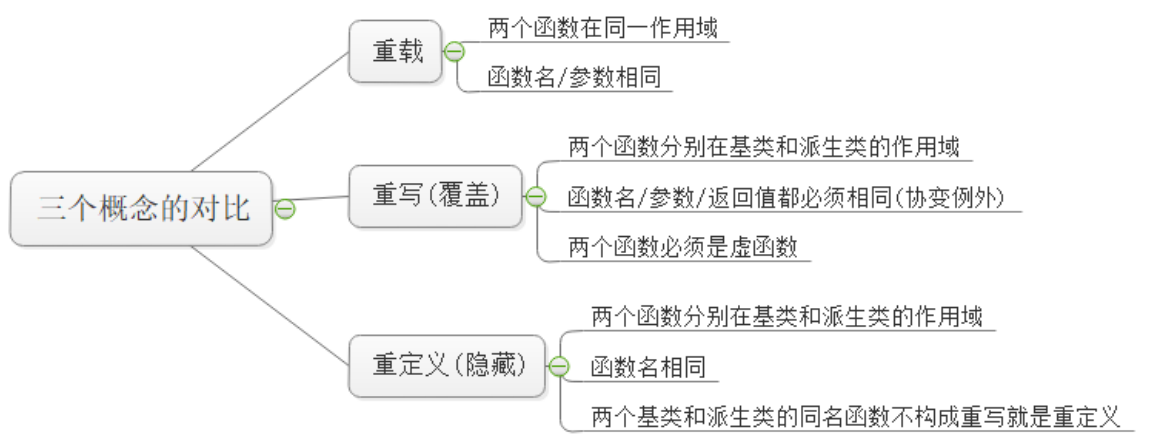 三个概念的对比
重载
两个函数在同一作用域
函数名/参数相同
重写(覆盖)
两个函数分别在基类和派生类的作用域
函数名/参数/返回值都必须相同(协变例外)
两个函数必须是虚函数
重定义(隐藏)
两个函数分别在基类和派生类的作用域
函数名相同
两个基类和派生类的同名函数不构成重写就是重定义